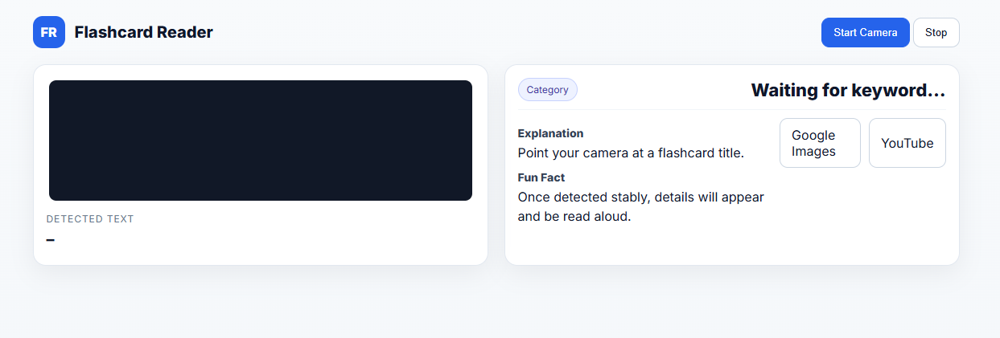 FR Flashcard Reader
Start Camera Stop
DETECTED TEXT
–
Category
Waiting for keyword...
Explanation
Point your camera at a flashcard title.
Fun Fact
Once detected stably, details will appear
and be read aloud.
Google
Images
YouTube